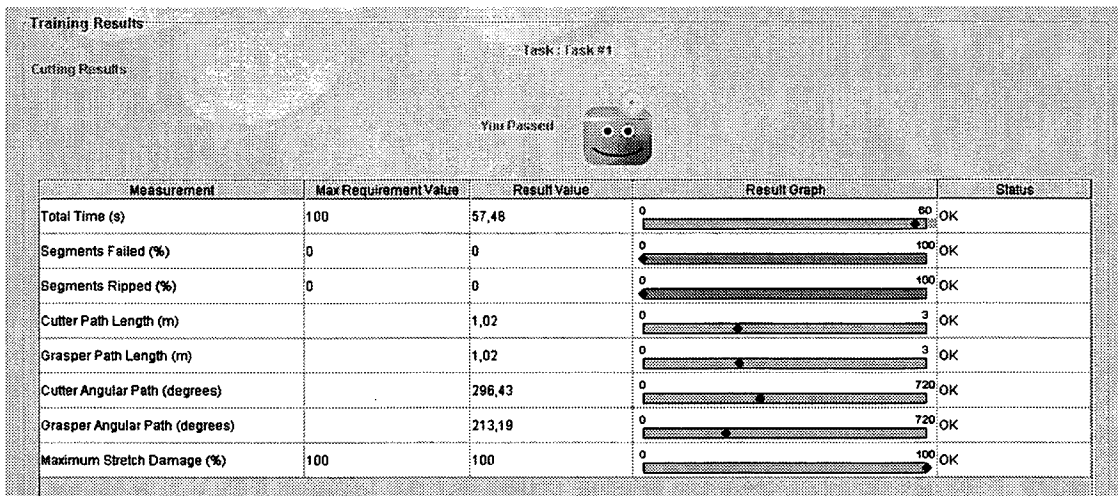 Training Results
Task : Task #1
Cutting Results
You Passed
Measurement Max Requirement Value Result Value Result Graph Status
Total Time (s) 100 57,48 0 60 OK
Segments Failed (%) 0 0 0 100 OK
Segments Ripped (%) 0 0 0 100 OK
Cutter Path Length (m) 1,02 0 3 OK
Grasper Path Length (m) 1,02 0 3 OK
Cutter Angular Path (degrees) 296,43 0 720 OK
Grasper Angular Path (degrees) 213,19 0 720 OK
Maximum Stretch Damage (%) 100 100 0 100 OK